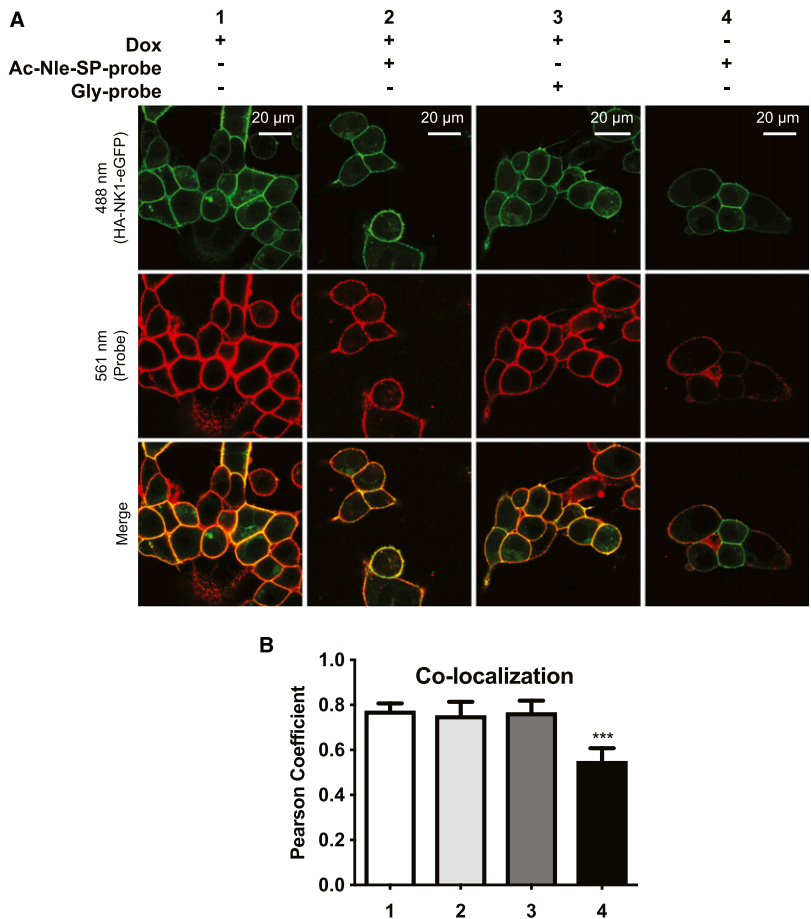 A
1 2 3 4
Dox + + + -
Ac-Nle-SP-probe - + - +
Gly-probe - - + -
20 µm 20 µm 20 µm 20 µm
488 nm
(HA-NK1-eGFP)
561 nm
(Probe)
Merge
B
Co-localization
Pearson Coefficient
1.0
0.8
0.6
0.4
0.2
0.0
***
1 2 3 4